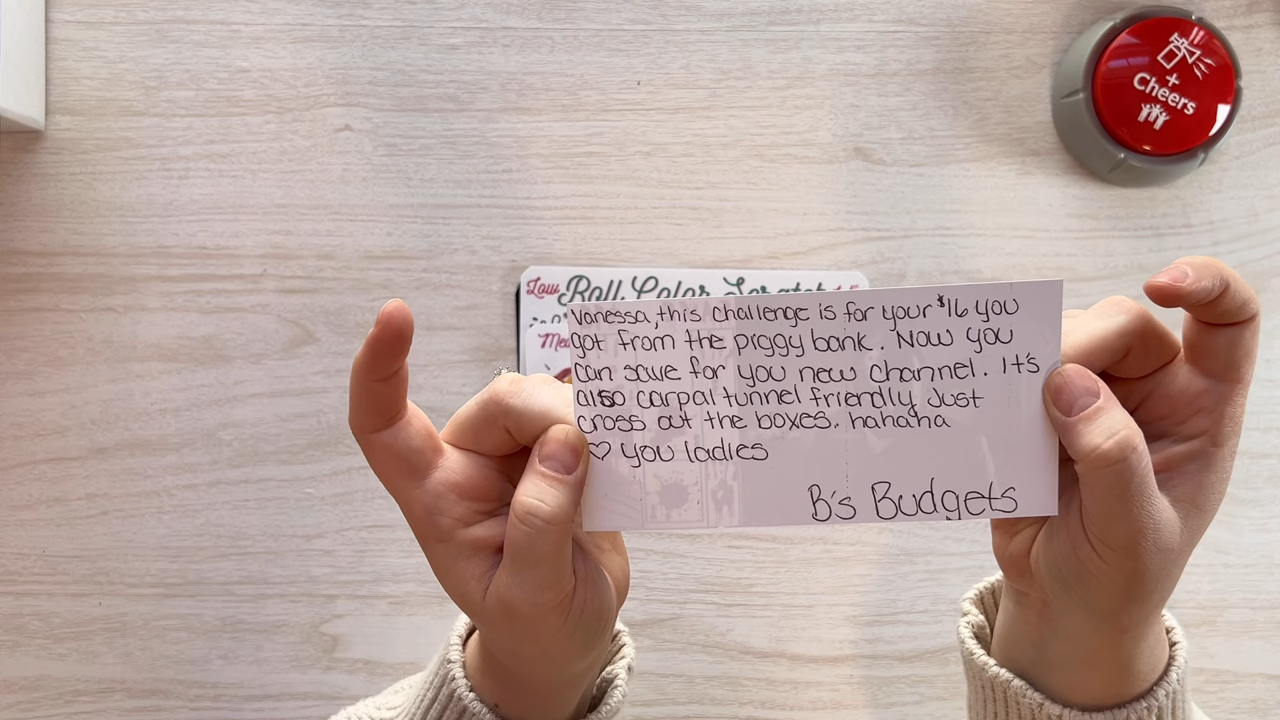 +
Cheers
Low Roll Color Scratch
Med
Vanessa, this challenge is for your $16 you
got from the piggy bank. Now you
can save for you new channel. It's
also carpal tunnel friendly Just
cross out the boxes. hahaha
♡ you ladies
B's Budgets